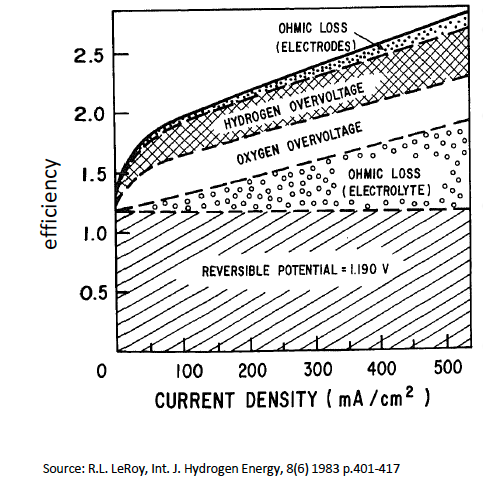 OHMIC LOSS
(ELECTRODES)
2.5
2.0
1.5
1.0
0.5
efficiency
HYDROGEN OVERVOLTAGE
OXYGEN OVERVOLTAGE
OHMIC LOSS
(ELECTROLYTE)
REVERSIBLE POTENTIAL = 1.190 V
0 100 200 300 400 500
CURRENT DENSITY ( mA/cm² )
Source: R.L. LeRoy, Int. J. Hydrogen Energy, 8(6) 1983 p.401-417